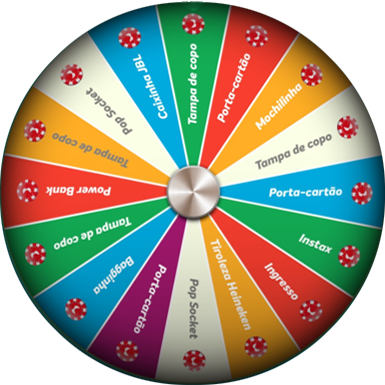 Tampa de copo
Porta-cartão
Mochilinha
Tampa de copo
Porta-cartão
Instax
Ingresso
Tiroleza Heineken
Pop Socket
Porta-cartão
Bagginha
Tampa de copo
Power Bank
Tampa de copo
Pop Socket
Caixinha JBL